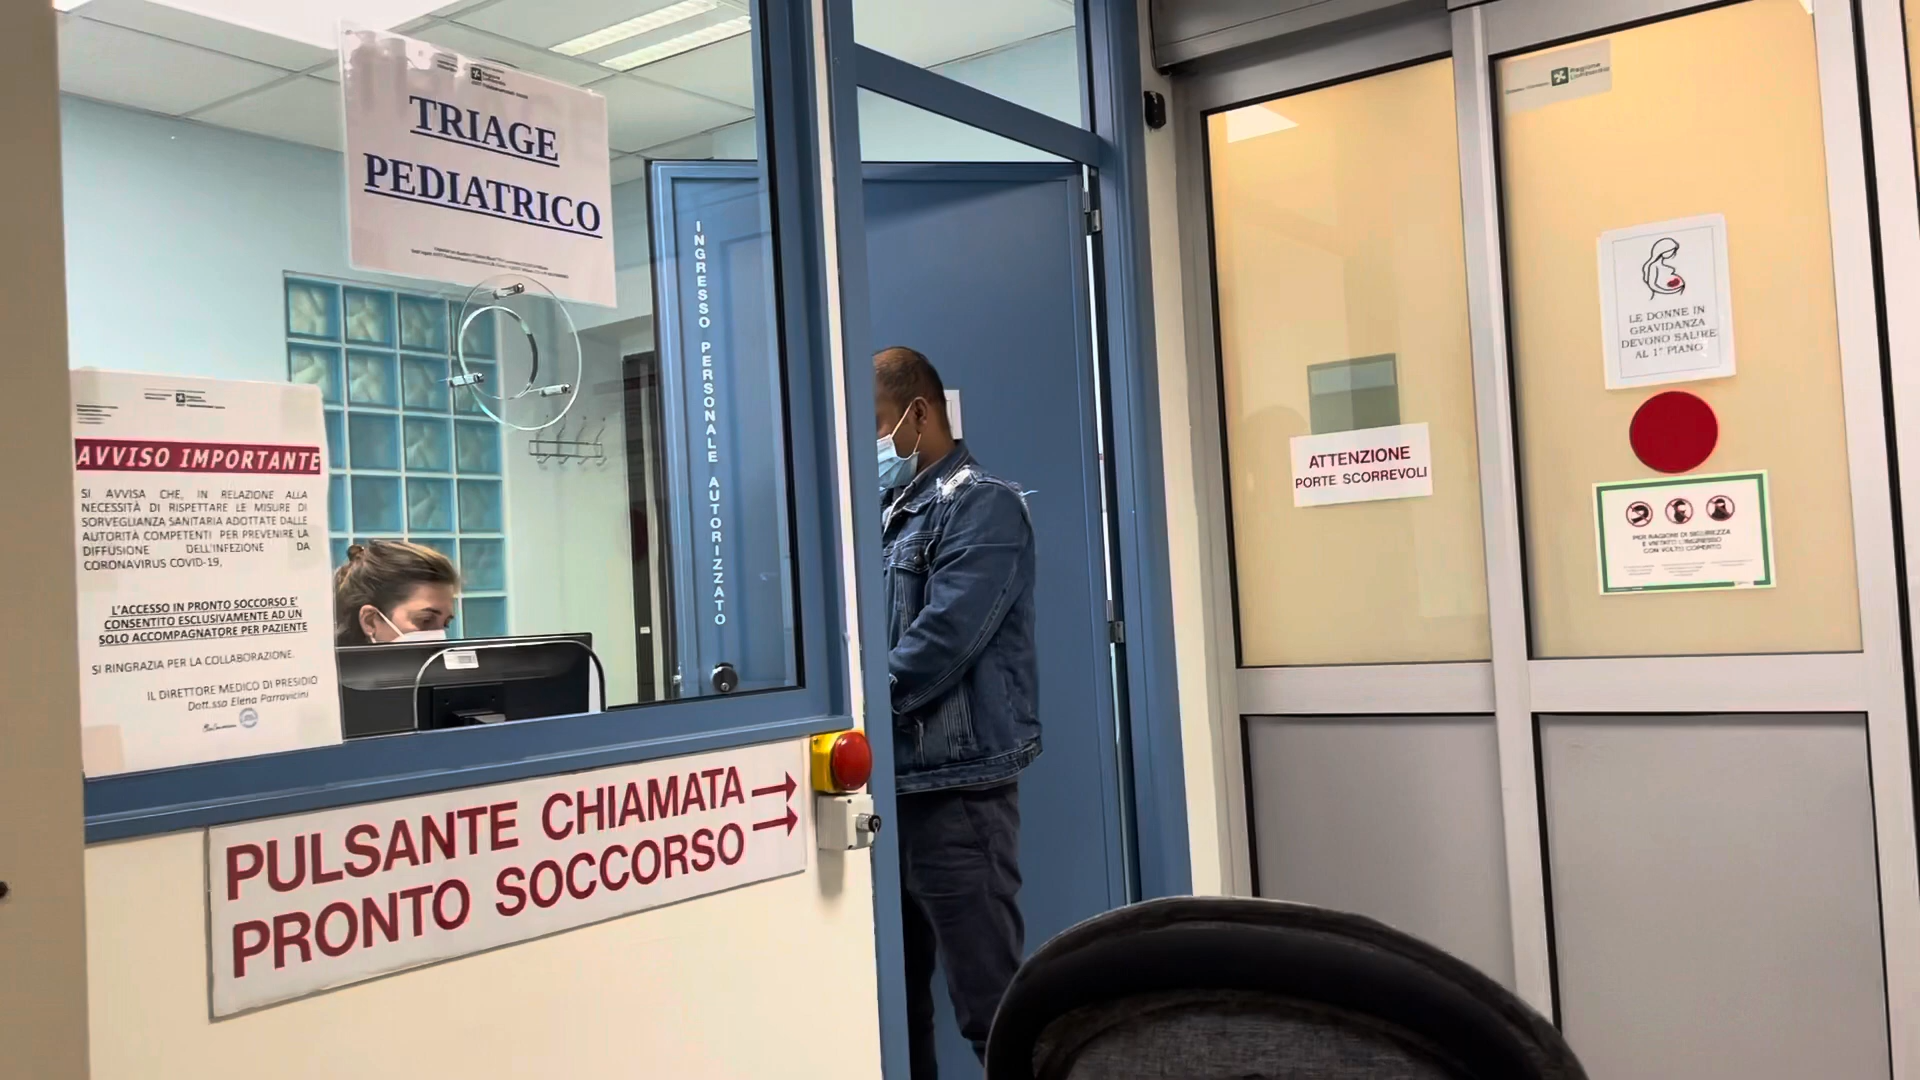 Regione
Lombardia
TRIAGE
PEDIATRICO
INGRESSO PERSONALE AUTORIZZATO
AVVISO IMPORTANTE
SI AVVISA CHE, IN RELAZIONE ALLA
NECESSITÀ DI RISPETTARE LE MISURE DI
SORVEGLIANZA SANITARIA ADOTTATE DALLE
AUTORITÀ COMPETENTI PER PREVENIRE LA
DIFFUSIONE DELL'INFEZIONE DA
CORONAVIRUS COVID-19,
L'ACCESSO IN PRONTO SOCCORSO E'
CONSENTITO ESCLUSIVAMENTE AD UN
SOLO ACCOMPAGNATORE PER PAZIENTE
SI RINGRAZIA PER LA COLLABORAZIONE.
IL DIRETTORE MEDICO DI PRESIDIO
Dott.ssa Elena Parravicini
PULSANTE CHIAMATA
PRONTO SOCCORSO
ATTENZIONE
PORTE SCORREVOLI
Regione
Lombardia
LE DONNE IN
GRAVIDANZA
DEVONO SALIRE
AL 1° PIANO
PER RAGIONI DI SICUREZZA
E' VIETATO L'INGRESSO
CON VOLTO COPERTO